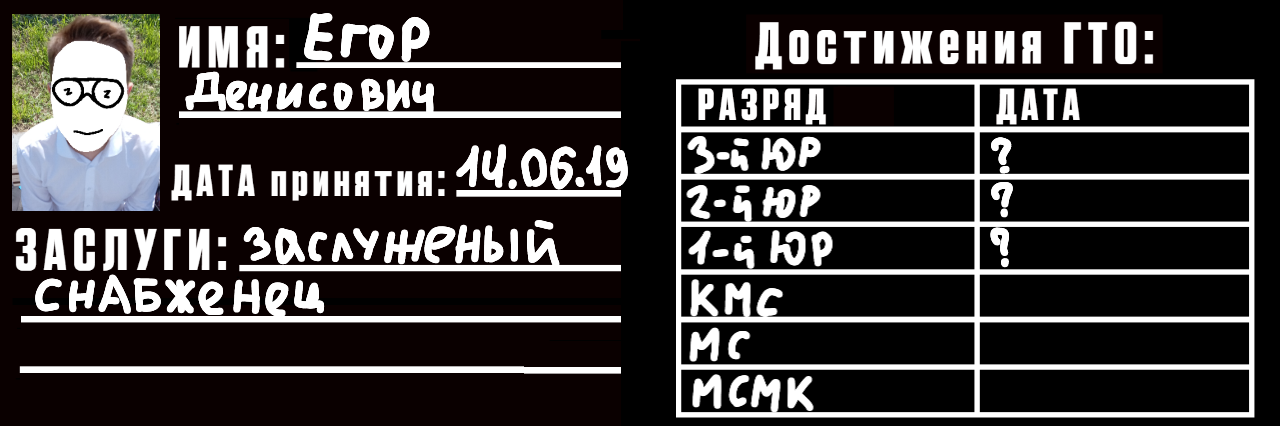 ИМЯ: Егор
Денисович
ДАТА принятия: 14.06.19
ЗАСЛУГИ: заслуженый
СНАБженец
Достижения ГТО:
РАЗРЯД ДАТА
3-й ЮР ?
2-й ЮР ?
1-й ЮР ?
КМС
МС
МСМК